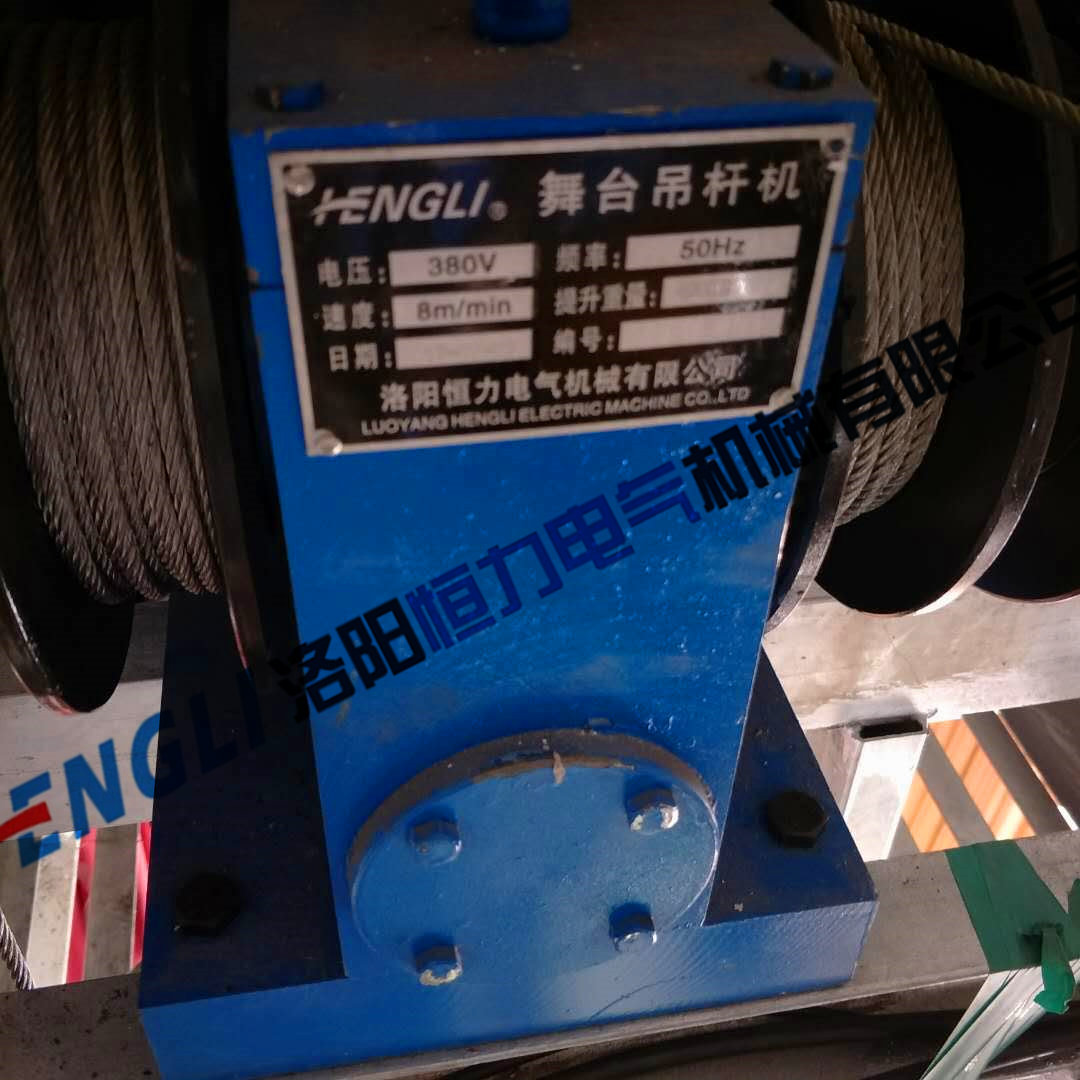 HENGLI® 舞台吊杆机
电压: 380V 频率: 50Hz
速度: 8m/min 提升重量:
日期: 编号:
洛阳恒力电气机械有限公司
LUOYANG HENGLI ELECTRIC MACHINE CO.,LTD
HENGLI 洛阳恒力电气机械有限公司